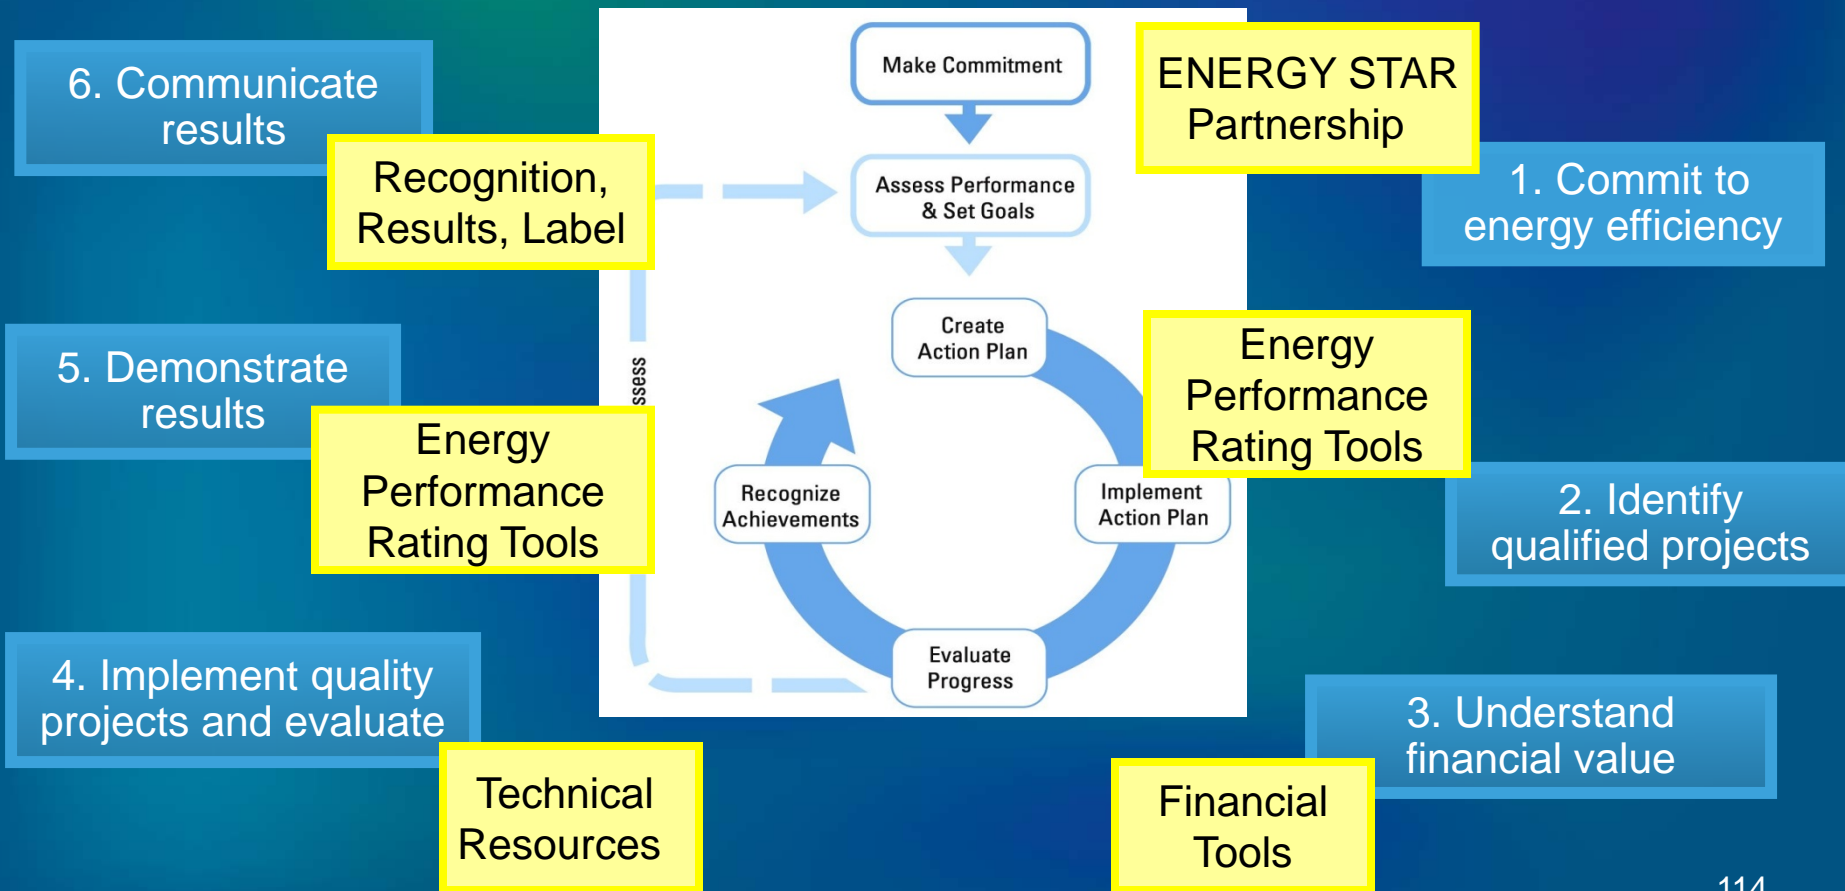 6. Communicate
results
Recognition,
Results, Label
Make Commitment
Assess Performance
& Set Goals
ENERGY STAR
Partnership
1. Commit to
energy efficiency
Create
Action Plan
Energy
Performance
Rating Tools
5. Demonstrate
results
Energy
Performance
Rating Tools
Recognize
Achievements
Implement
Action Plan
2. Identify
qualified projects
4. Implement quality
projects and evaluate
Evaluate
Progress
3. Understand
financial value
Technical
Resources
Financial
Tools
114